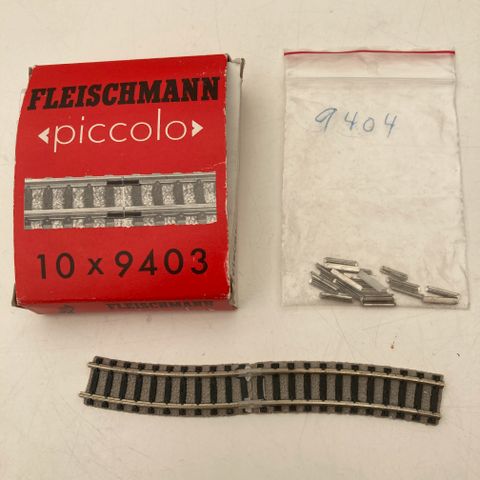 FLEISCHMANN
«piccolo»
10 x 9403
FLEISCHMANN
9404